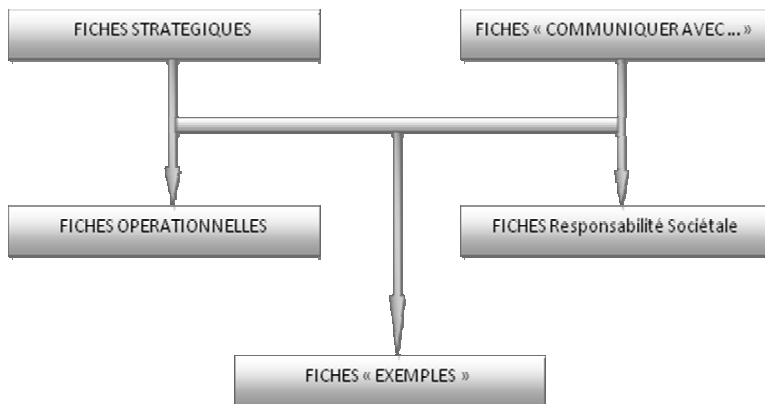 FICHES STRATEGIQUES
FICHES « COMMUNIQUER AVEC... »
FICHES OPERATIONNELLES
FICHES Responsabilité Sociétale
FICHES « EXEMPLES »